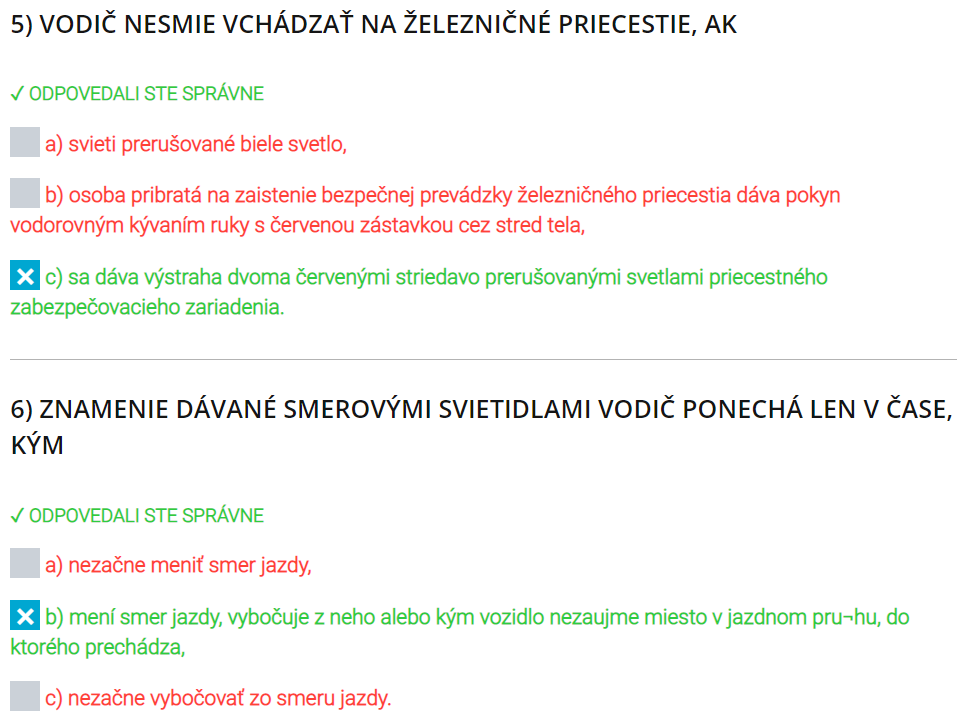 5) VODIČ NESMIE VCHÁDZAŤ NA ŽELEZNIČNÉ PRIECESTIE, AK
✓ ODPOVEDALI STE SPRÁVNE
a) svieti prerušované biele svetlo,
b) osoba pribratá na zaistenie bezpečnej prevádzky železničného priecestia dáva pokyn
vodorovným kývaním ruky s červenou zástavkou cez stred tela,
c) sa dáva výstraha dvoma červenými striedavo prerušovanými svetlami priecestného
zabezpečovacieho zariadenia.
6) ZNAMENIE DÁVANÉ SMEROVÝMI SVIETIDLAMI VODIČ PONECHÁ LEN V ČASE,
KÝM
✓ ODPOVEDALI STE SPRÁVNE
a) nezačne meniť smer jazdy,
b) mení smer jazdy, vybočuje z neho alebo kým vozidlo nezaujme miesto v jazdnom pru¬hu, do
ktorého prechádza,
c) nezačne vybočovať zo smeru jazdy.